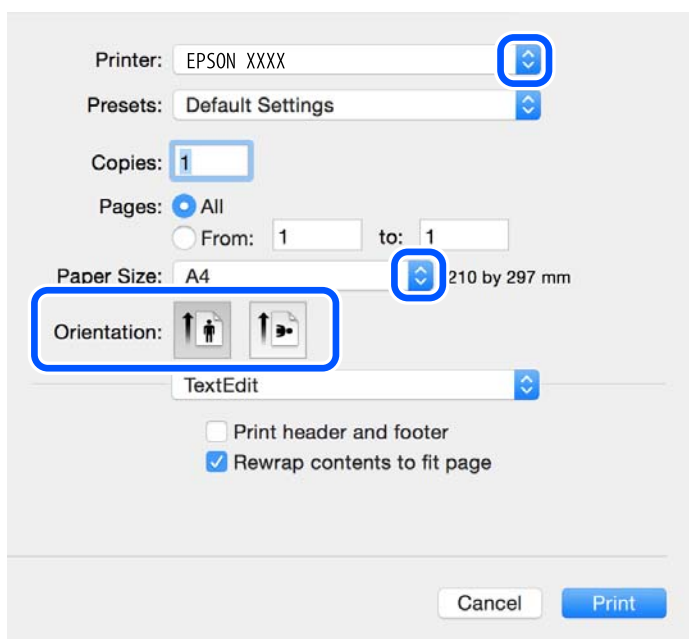 Printer: EPSON XXXX
Presets: Default Settings
Copies: 1
Pages: All
From: 1 to: 1
Paper Size: A4 210 by 297 mm
Orientation:
TextEdit
Print header and footer
Rewrap contents to fit page
Cancel Print